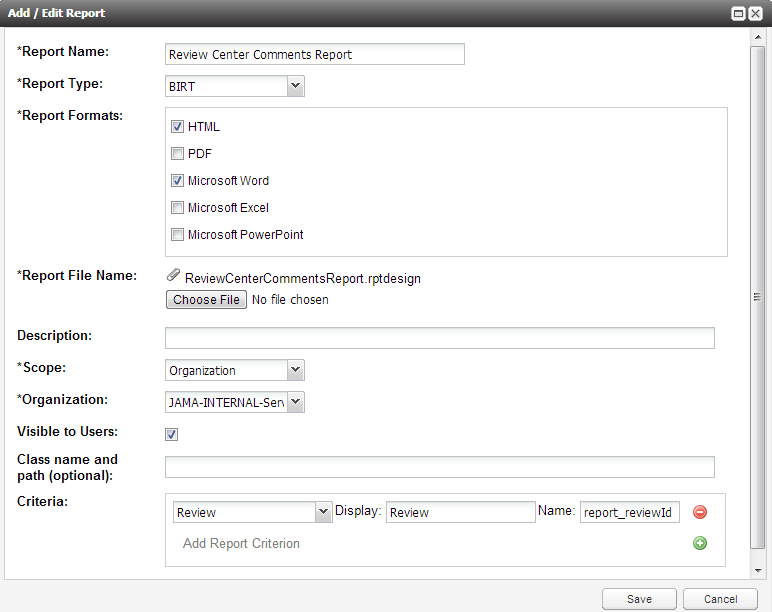 Add / Edit Report
*Report Name: Review Center Comments Report
*Report Type: BIRT
*Report Formats:
HTML
PDF
Microsoft Word
Microsoft Excel
Microsoft PowerPoint
*Report File Name: ReviewCenterCommentsReport.rptdesign
Choose File No file chosen
Description:
*Scope: Organization
*Organization: JAMA-INTERNAL-Serv
Visible to Users:
Class name and
path (optional):
Criteria: Review Display: Review Name: report_reviewId
Add Report Criterion
Save Cancel